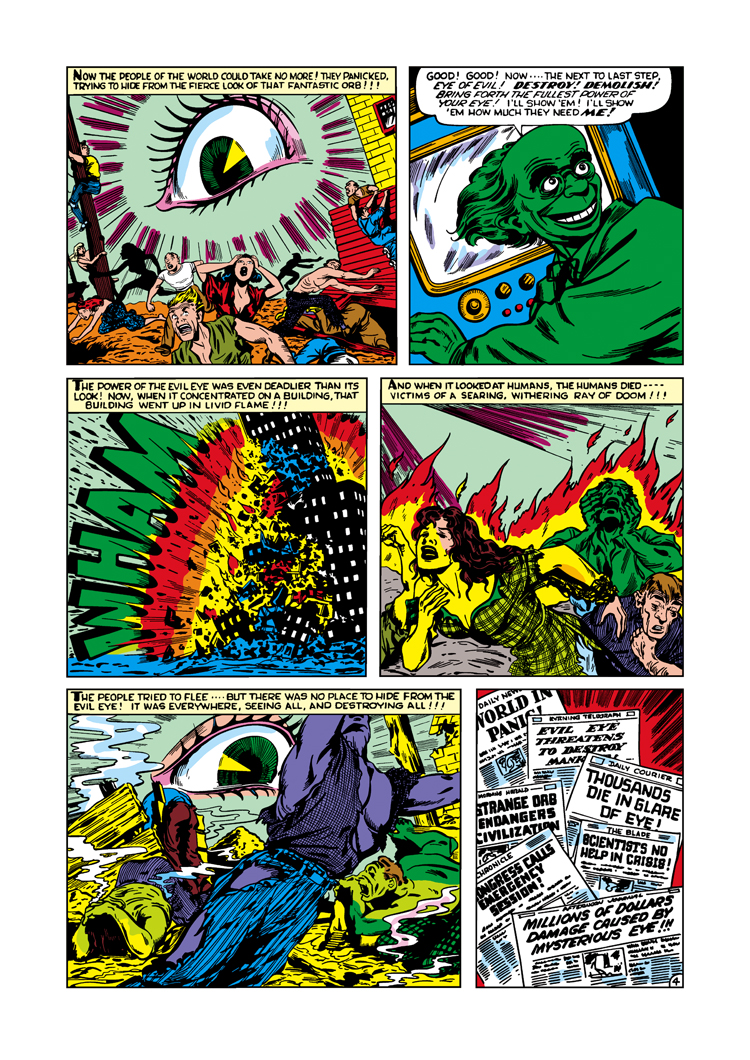 NOW THE PEOPLE OF THE WORLD COULD TAKE NO MORE! THEY PANICKED,
TRYING TO HIDE FROM THE FIERCE LOOK OF THAT FANTASTIC ORB!!!
GOOD! GOOD! NOW....THE NEXT TO LAST STEP,
EYE OF EVIL! DESTROY! DEMOLISH!
BRING FORTH THE FULLEST POWER OF
YOUR EYE! I'LL SHOW 'EM! I'LL SHOW
'EM HOW MUCH THEY NEED ME!
THE POWER OF THE EVIL EYE WAS EVEN DEADLIER THAN ITS
LOOK! NOW, WHEN IT CONCENTRATED ON A BUILDING, THAT
BUILDING WENT UP IN LIVID FLAME!!!
WHAM
AND WHEN IT LOOKED AT HUMANS, THE HUMANS DIED----
VICTIMS OF A SEARING, WITHERING RAY OF DOOM!!!
THE PEOPLE TRIED TO FLEE....BUT THERE WAS NO PLACE TO HIDE FROM THE
EVIL EYE! IT WAS EVERYWHERE, SEEING ALL, AND DESTROYING ALL!!!
DAILY NEW
WORLD IN
PANIC!
EVENING TELEGRAPH
EVIL EYE
THREATENS
TO DESTROY
MANK
DAILY COURIER
THOUSANDS
DIE IN GLARE
OF EYE!
HERALD
STRANGE ORB
ENDANGERS
CIVILIZATION
THE BLADE
SCIENTISTS NO
HELP IN CRISIS!
CHRONICLE
NGRESS CALLS
EMERGENCY
SESSION!
AFTERNOON
MILLIONS OF DOLLARS
DAMAGE CAUSED BY
MYSTERIOUS EYE!!!
4